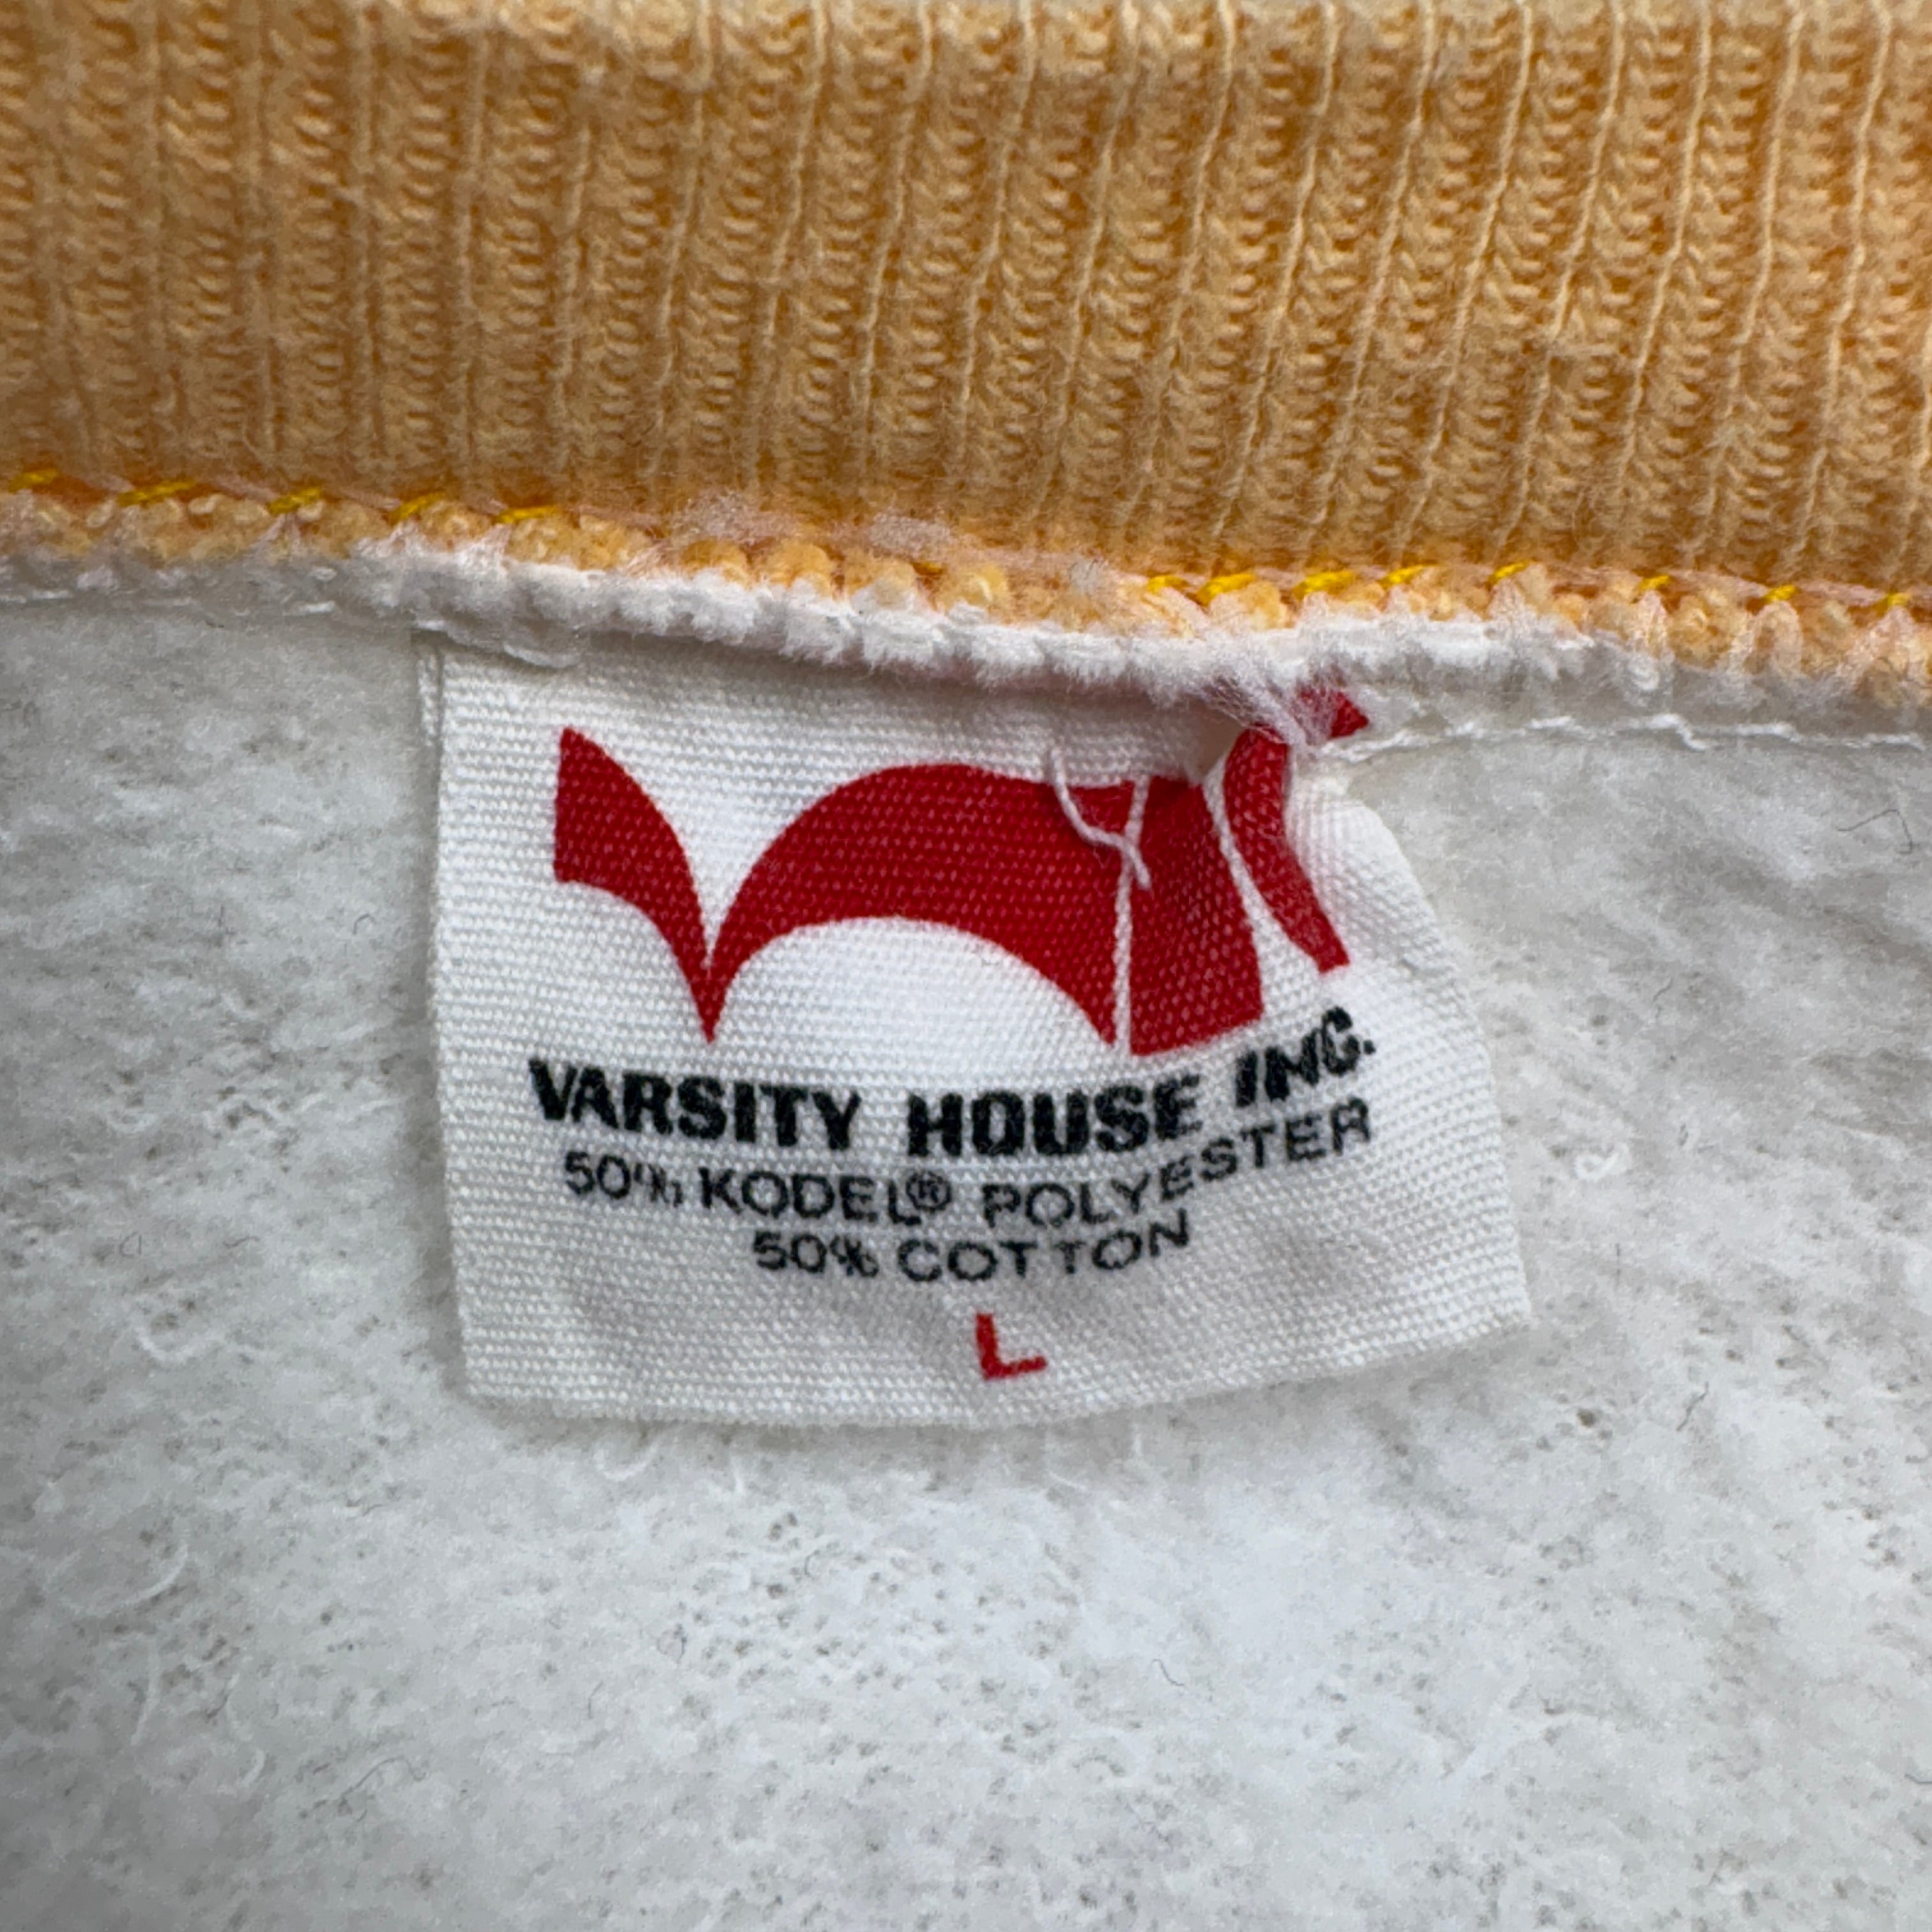 VARSITY HOUSE INC.
50% KODEL® POLYESTER
50% COTTON
L